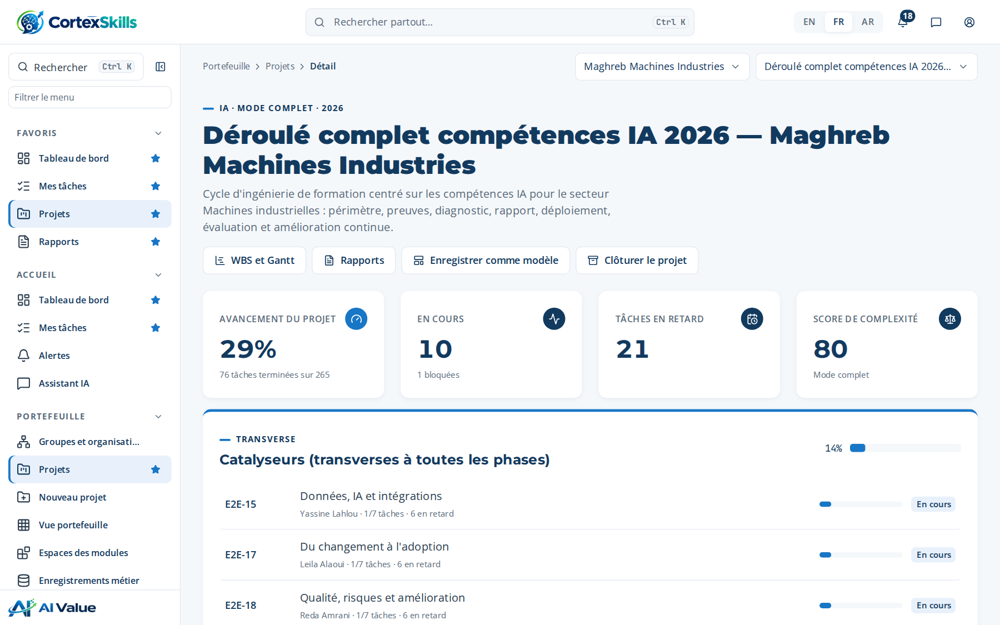 CortexSkills
Rechercher partout...
Ctrl K
EN
FR
AR
18
Rechercher
Ctrl K
Filtrer le menu
FAVORIS
Tableau de bord
Mes tâches
Projets
Rapports
ACCUEIL
Tableau de bord
Mes tâches
Alertes
Assistant IA
PORTEFEUILLE
Groupes et organisati...
Projets
Nouveau projet
Vue portefeuille
Espaces des modules
Enregistrements métier
AI Value
Portefeuille > Projets > Détail
Maghreb Machines Industries
Déroulé complet compétences IA 2026...
IA · MODE COMPLET · 2026
Déroulé complet compétences IA 2026 — Maghreb
Machines Industries
Cycle d'ingénierie de formation centré sur les compétences IA pour le secteur
Machines industrielles : périmètre, preuves, diagnostic, rapport, déploiement,
évaluation et amélioration continue.
WBS et Gantt
Rapports
Enregistrer comme modèle
Clôturer le projet
AVANCEMENT DU PROJET
29%
76 tâches terminées sur 265
EN COURS
10
1 bloquées
TÂCHES EN RETARD
21
SCORE DE COMPLEXITÉ
80
Mode complet
TRANSVERSE
Catalyseurs (transverses à toutes les phases)
14%
E2E-15
Données, IA et intégrations
Yassine Lahlou · 1/7 tâches · 6 en retard
En cours
E2E-17
Du changement à l'adoption
Leila Alaoui · 1/7 tâches · 6 en retard
En cours
E2E-18
Qualité, risques et amélioration
Reda Amrani · 1/7 tâches · 6 en retard
En cours